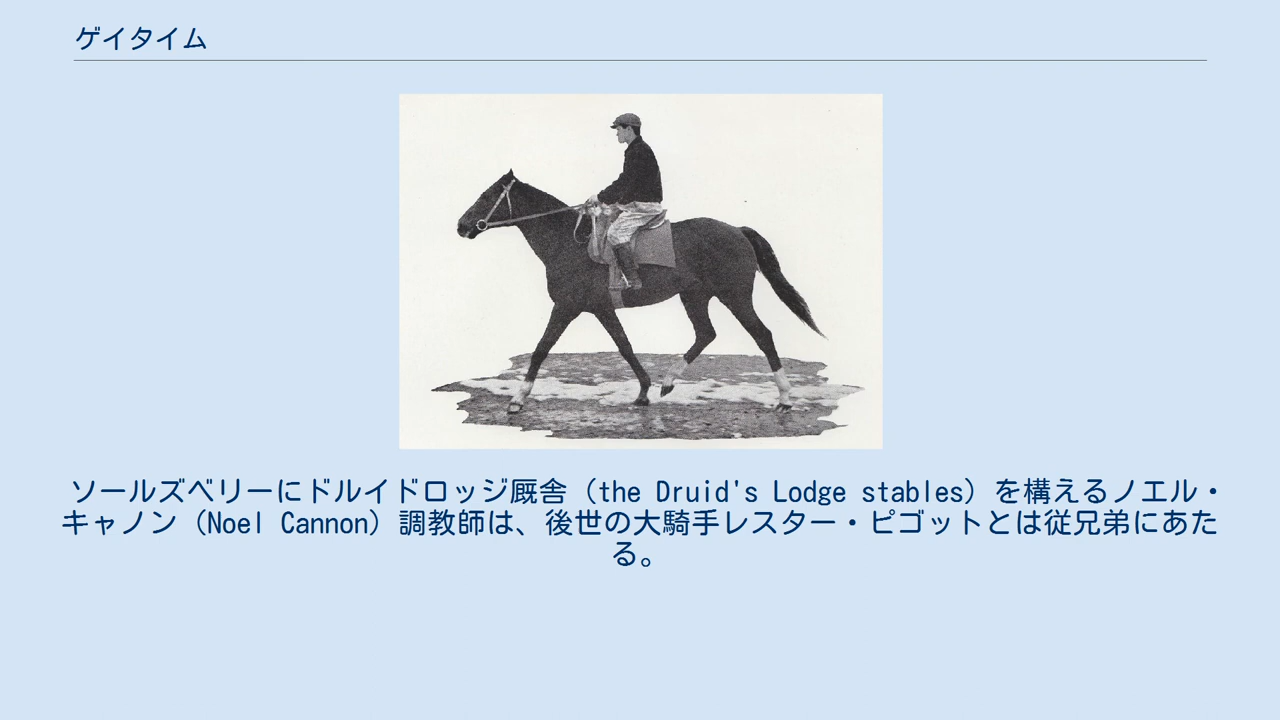 ゲイタイム
ソールズベリーにドルイドロッジ厩舎（the Druid's Lodge stables）を構えるノエル・
キャノン（Noel Cannon）調教師は、後世の大騎手レスター・ピゴットとは従兄弟にあた
る。